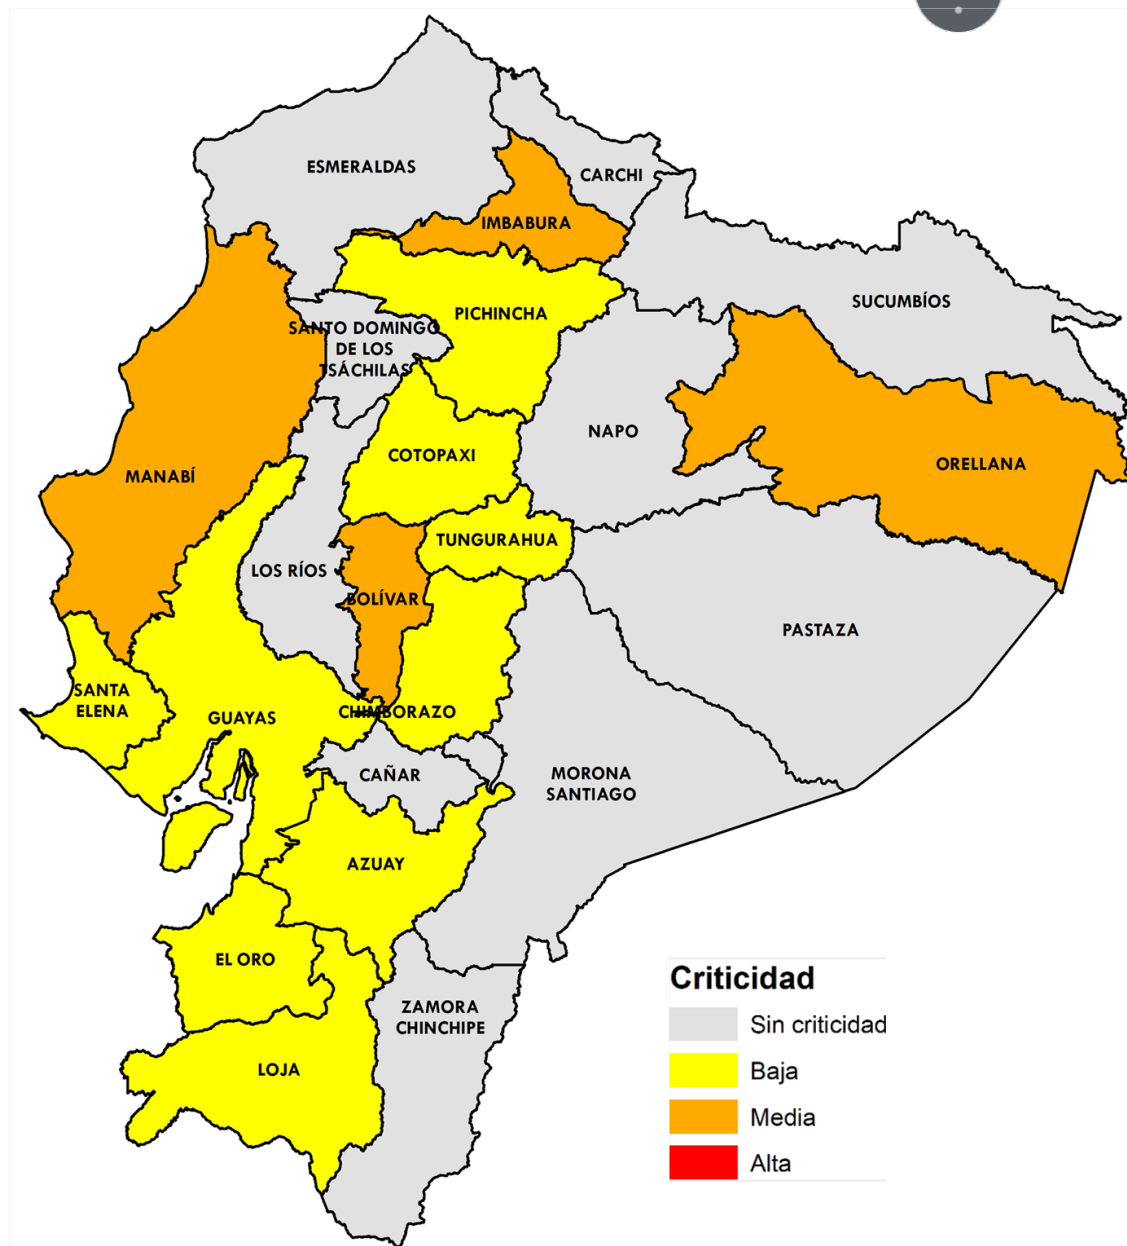 ESMERALDAS
CARCHI
IMBABURA
SUCUMBÍOS
PICHINCHA
SANTO DOMINGO
DE LOS
TSÁCHILAS
NAPO
COTOPAXI
ORELLANA
MANABÍ
TUNGURAHUA
LOS RÍOS
BOLÍVAR
PASTAZA
SANTA
ELENA
GUAYAS
CHIMBORAZO
CAÑAR
MORONA
SANTIAGO
AZUAY
EL ORO
ZAMORA
CHINCHIPE
LOJA
Criticidad
Sin criticidad
Baja
Media
Alta